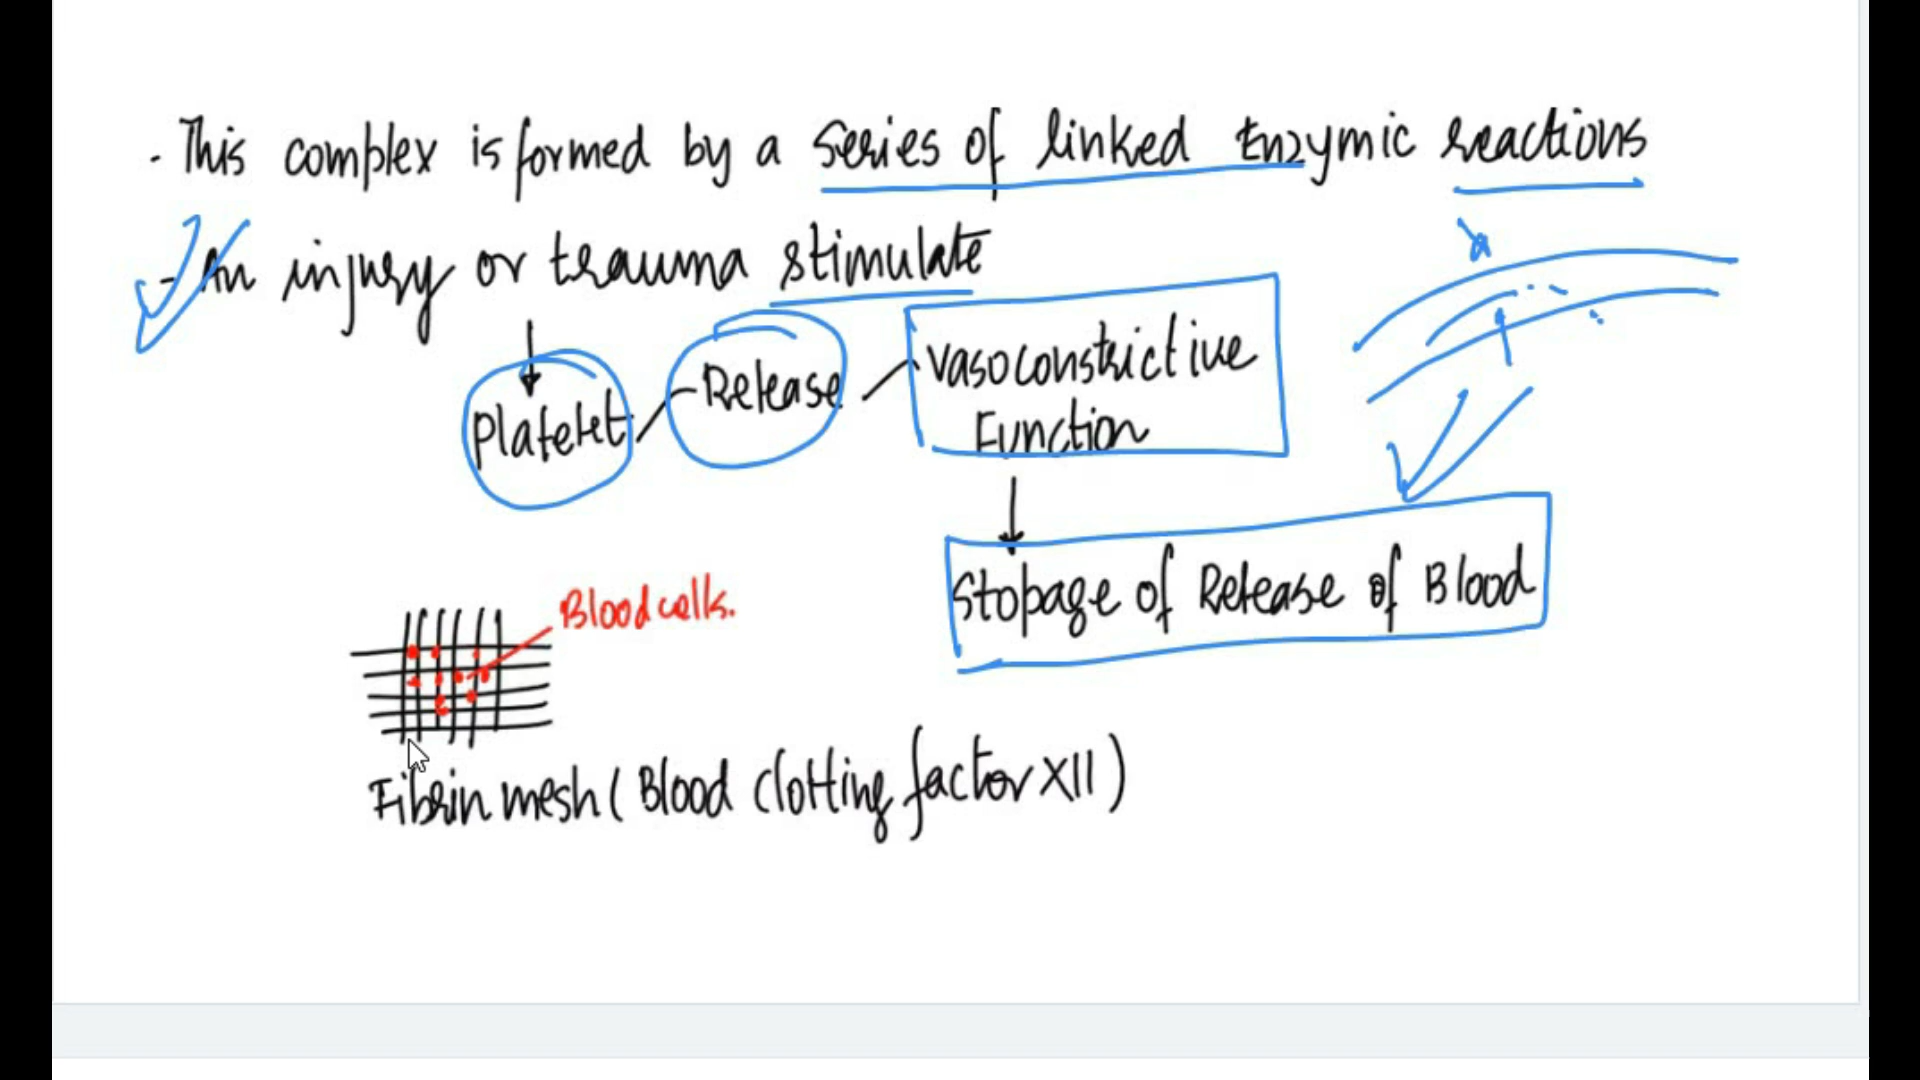 . This complex is formed by a series of linked Enzymic reactions
- An injury or trauma stimulate
Platelet Release Vasoconstrictive
Function
Stopage of Release of Blood
Blood cells.
Fibrin mesh ( Blood clotting factor XII )